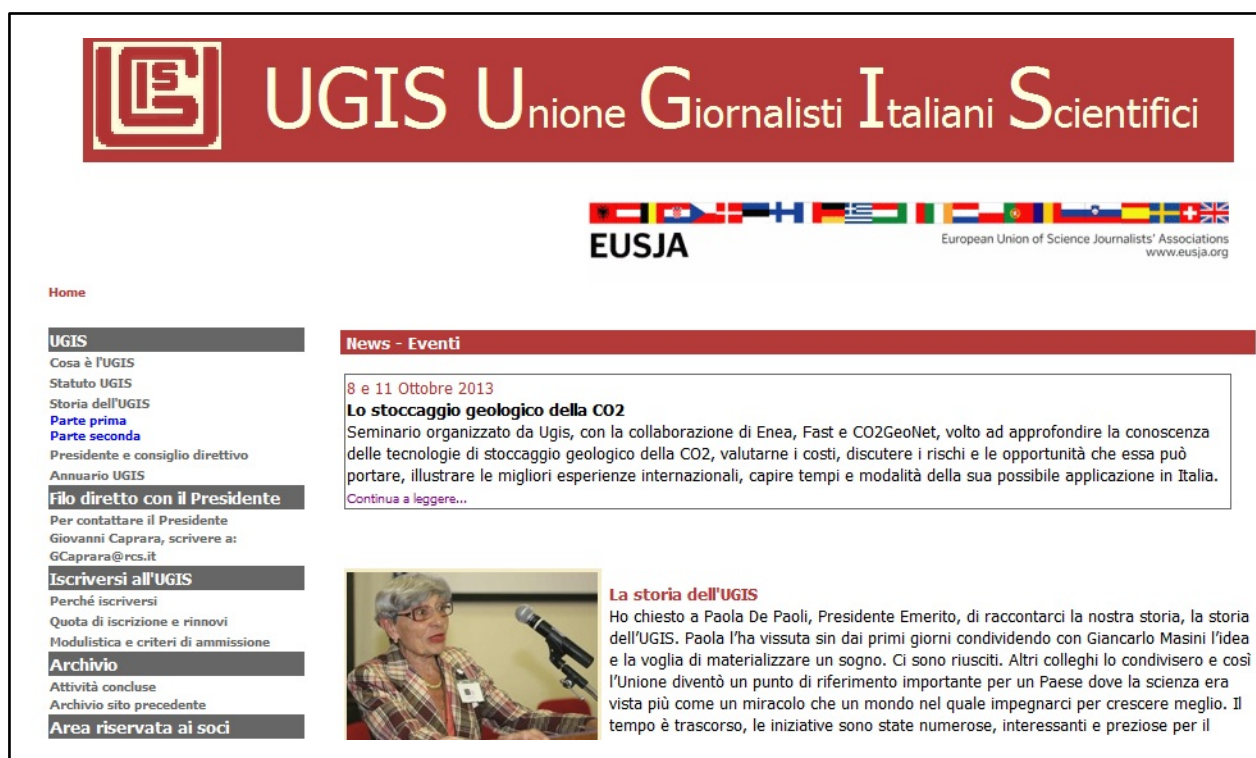 UGIS Unione Giornalisti Italiani Scientifici
EUSJA
European Union of Science Journalists' Associations
www.eusja.org
Home
UGIS
Cosa è l'UGIS
Statuto UGIS
Storia dell'UGIS
Parte prima
Parte seconda
Presidente e consiglio direttivo
Annuario UGIS
Filo diretto con il Presidente
Per contattare il Presidente
Giovanni Caprara, scrivere a:
GCaprara@rcs.it
Iscriversi all'UGIS
Perché iscriversi
Quota di iscrizione e rinnovi
Modulistica e criteri di ammissione
Archivio
Attività concluse
Archivio sito precedente
Area riservata ai soci
News - Eventi
8 e 11 Ottobre 2013
Lo stoccaggio geologico della CO2
Seminario organizzato da Ugis, con la collaborazione di Enea, Fast e CO2GeoNet, volto ad approfondire la conoscenza
delle tecnologie di stoccaggio geologico della CO2, valutarne i costi, discutere i rischi e le opportunità che essa può
portare, illustrare le migliori esperienze internazionali, capire tempi e modalità della sua possibile applicazione in Italia.
Continua a leggere...
La storia dell'UGIS
Ho chiesto a Paola De Paoli, Presidente Emerito, di raccontarci la nostra storia, la storia
dell'UGIS. Paola l'ha vissuta sin dai primi giorni condividendo con Giancarlo Masini l'idea
e la voglia di materializzare un sogno. Ci sono riusciti. Altri colleghi lo condivisero e così
l'Unione diventò un punto di riferimento importante per un Paese dove la scienza era
vista più come un miracolo che un mondo nel quale impegnarci per crescere meglio. Il
tempo è trascorso, le iniziative sono state numerose, interessanti e preziose per il